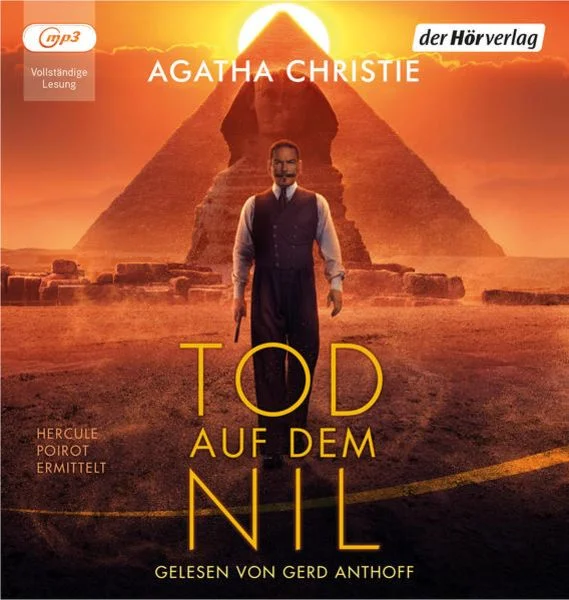 mp3
Vollständige
Lesung
der Hörverlag
AGATHA CHRISTIE
TOD
AUF DEM
NIL
HERCULE
POIROT
ERMITTELT
GELESEN VON GERD ANTHOFF